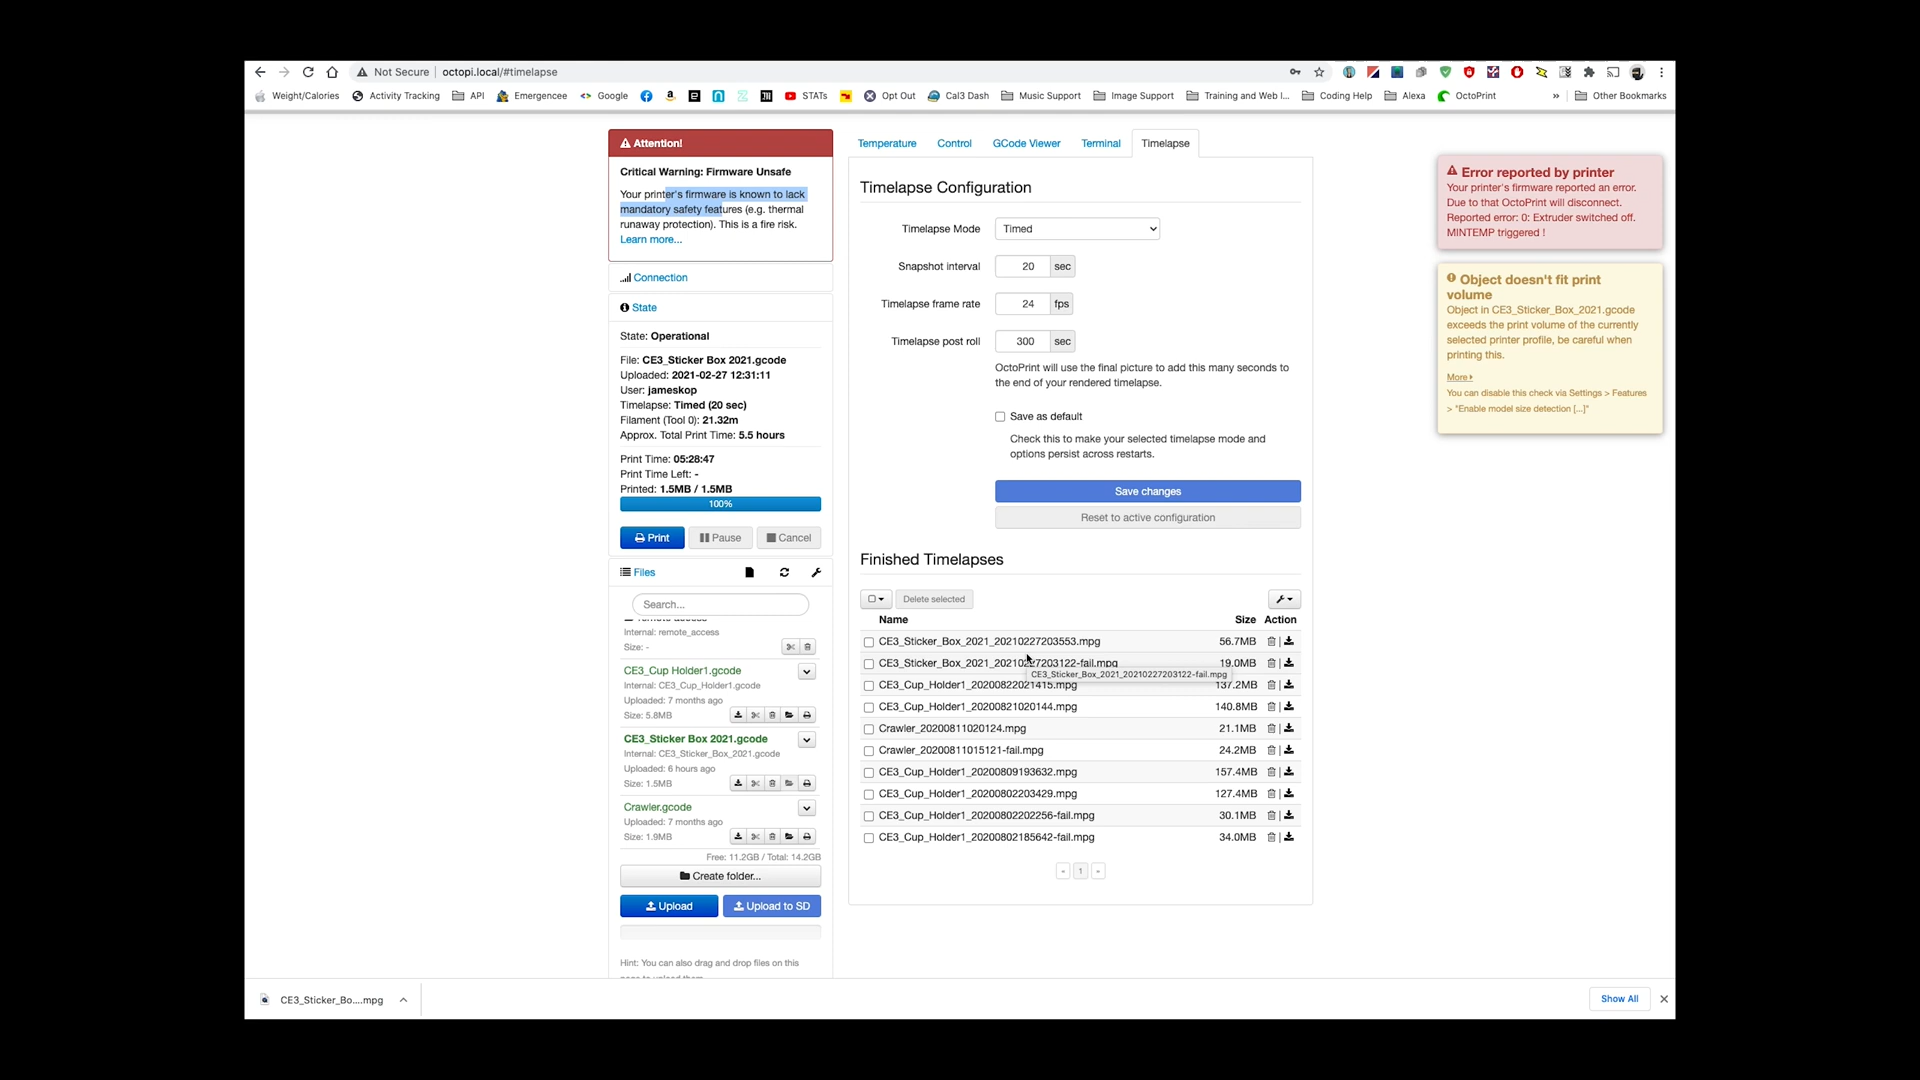 Not Secure | octopi.local/#timelapse
Weight/Calories Activity Tracking API Emergencee Google STATs Opt Out Cal3 Dash Music Support Image Support Training and Web I... Coding Help Alexa OctoPrint » Other Bookmarks
Attention!
Critical Warning: Firmware Unsafe
Your printer's firmware is known to lack
mandatory safety features (e.g. thermal
runaway protection). This is a fire risk.
Learn more...
Connection
State
State: Operational
File: CE3_Sticker Box 2021.gcode
Uploaded: 2021-02-27 12:31:11
User: jameskop
Timelapse: Timed (20 sec)
Filament (Tool 0): 21.32m
Approx. Total Print Time: 5.5 hours
Print Time: 05:28:47
Print Time Left: -
Printed: 1.5MB / 1.5MB
100%
Print Pause Cancel
Files
Search...
Internal: remote_access
Size: -
CE3_Cup Holder1.gcode
Internal: CE3_Cup_Holder1.gcode
Uploaded: 7 months ago
Size: 5.8MB
CE3_Sticker Box 2021.gcode
Internal: CE3_Sticker_Box_2021.gcode
Uploaded: 6 hours ago
Size: 1.5MB
Crawler.gcode
Uploaded: 7 months ago
Size: 1.9MB
Free: 11.2GB / Total: 14.2GB
Create folder...
Upload Upload to SD
Hint: You can also drag and drop files on this
Temperature Control GCode Viewer Terminal Timelapse
Timelapse Configuration
Timelapse Mode Timed
Snapshot interval 20 sec
Timelapse frame rate 24 fps
Timelapse post roll 300 sec
OctoPrint will use the final picture to add this many seconds to
the end of your rendered timelapse.
Save as default
Check this to make your selected timelapse mode and
options persist across restarts.
Save changes
Reset to active configuration
Finished Timelapses
Delete selected
Name Size Action
CE3_Sticker_Box_2021_20210227203553.mpg 56.7MB
CE3_Sticker_Box_2021_20210227203122-fail.mpg 19.0MB
CE3_Sticker_Box_2021_20210227203122-fail.mpg
CE3_Cup_Holder1_20200822021415.mpg 137.2MB
CE3_Cup_Holder1_20200821020144.mpg 140.8MB
Crawler_20200811020124.mpg 21.1MB
Crawler_20200811015121-fail.mpg 24.2MB
CE3_Cup_Holder1_20200809193632.mpg 157.4MB
CE3_Cup_Holder1_20200802203429.mpg 127.4MB
CE3_Cup_Holder1_20200802202256-fail.mpg 30.1MB
CE3_Cup_Holder1_20200802185642-fail.mpg 34.0MB
1
Error reported by printer
Your printer's firmware reported an error.
Due to that OctoPrint will disconnect.
Reported error: 0: Extruder switched off.
MINTEMP triggered !
Object doesn't fit print
volume
Object in CE3_Sticker_Box_2021.gcode
exceeds the print volume of the currently
selected printer profile, be careful when
printing this.
More
You can disable this check via Settings > Features
> "Enable model size detection [...]"
CE3_Sticker_Bo....mpg
Show All